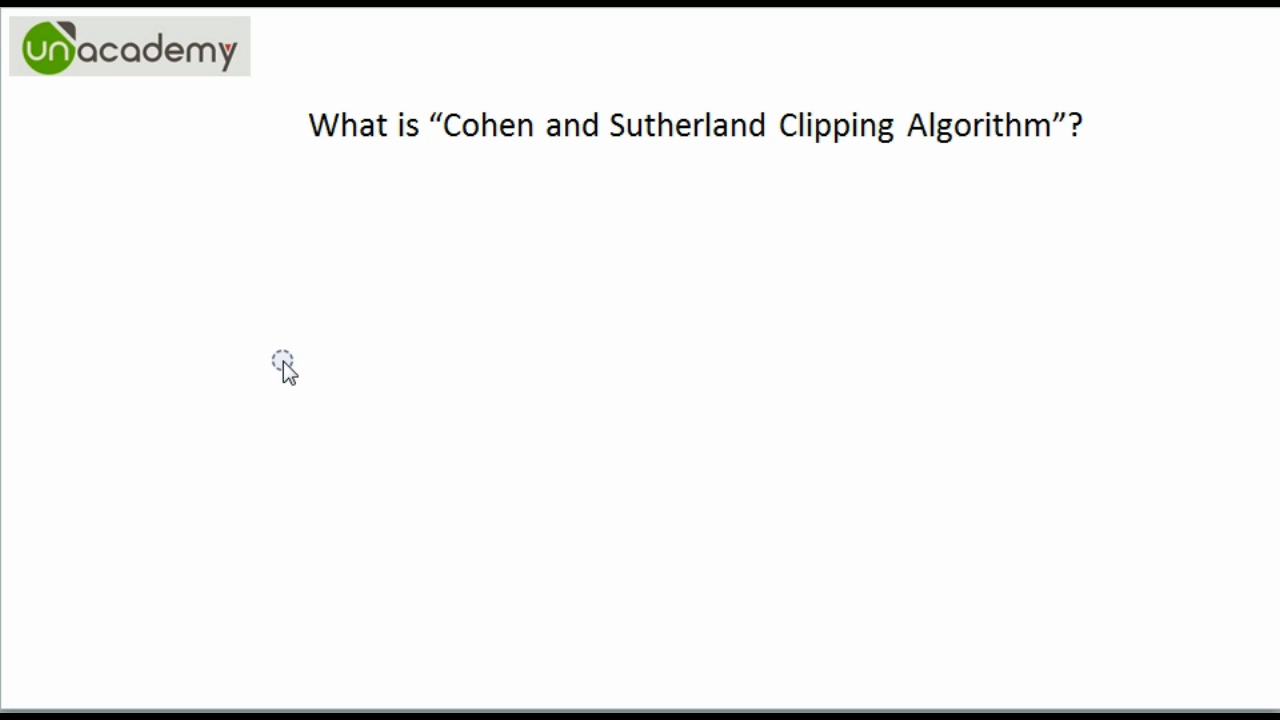 unacademy
What is “Cohen and Sutherland Clipping Algorithm”?